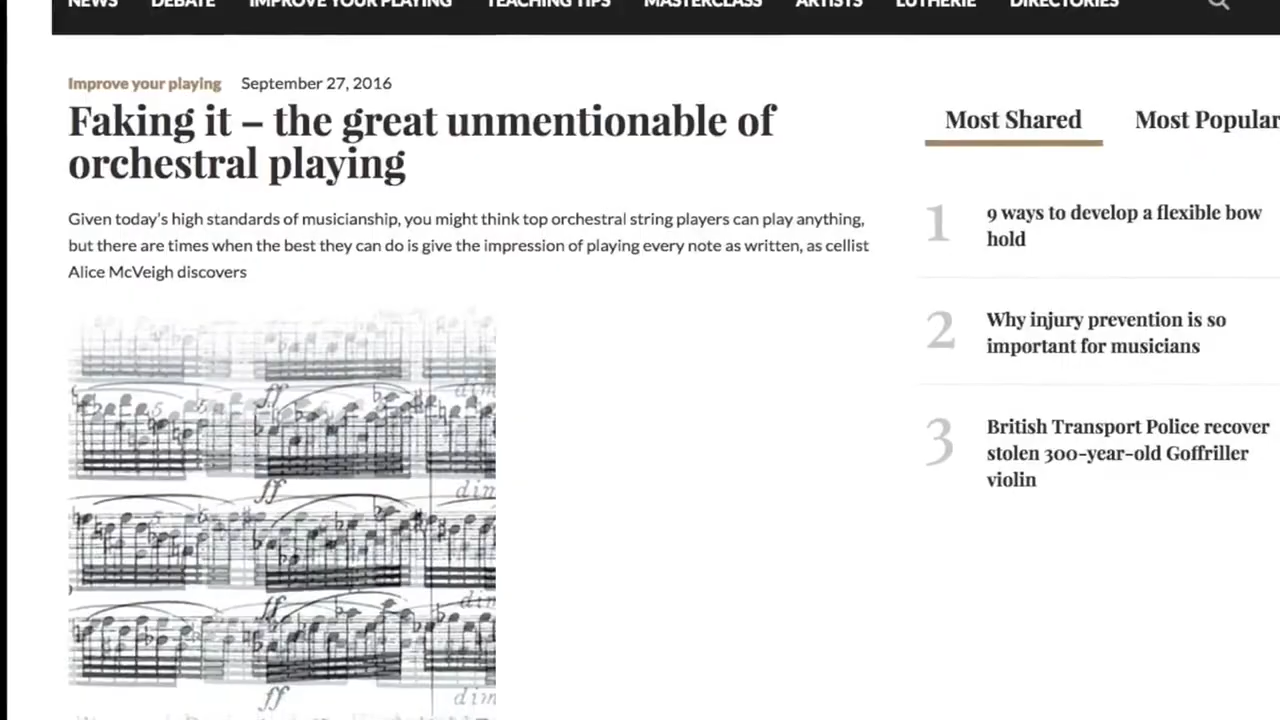 NEWS DEBATE IMPROVE YOUR PLAYING TEACHING TIPS MASTERCLASS ARTISTS LUTHERIE DIRECTORIES
Improve your playing September 27, 2016
Faking it – the great unmentionable of
orchestral playing
Given today's high standards of musicianship, you might think top orchestral string players can play anything,
but there are times when the best they can do is give the impression of playing every note as written, as cellist
Alice McVeigh discovers
Most Shared Most Popular
1 9 ways to develop a flexible bow
hold
2 Why injury prevention is so
important for musicians
3 British Transport Police recover
stolen 300-year-old Goffriller
violin
ff dim
ff dim
ff dim
ff dim